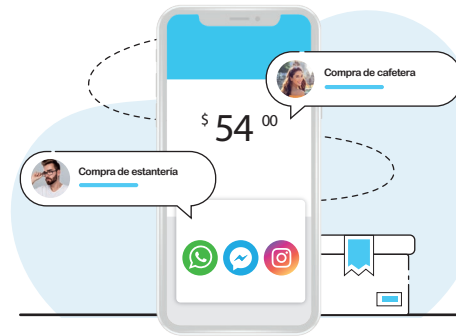 Compra de cafetera
$ 54 00
Compra de estantería